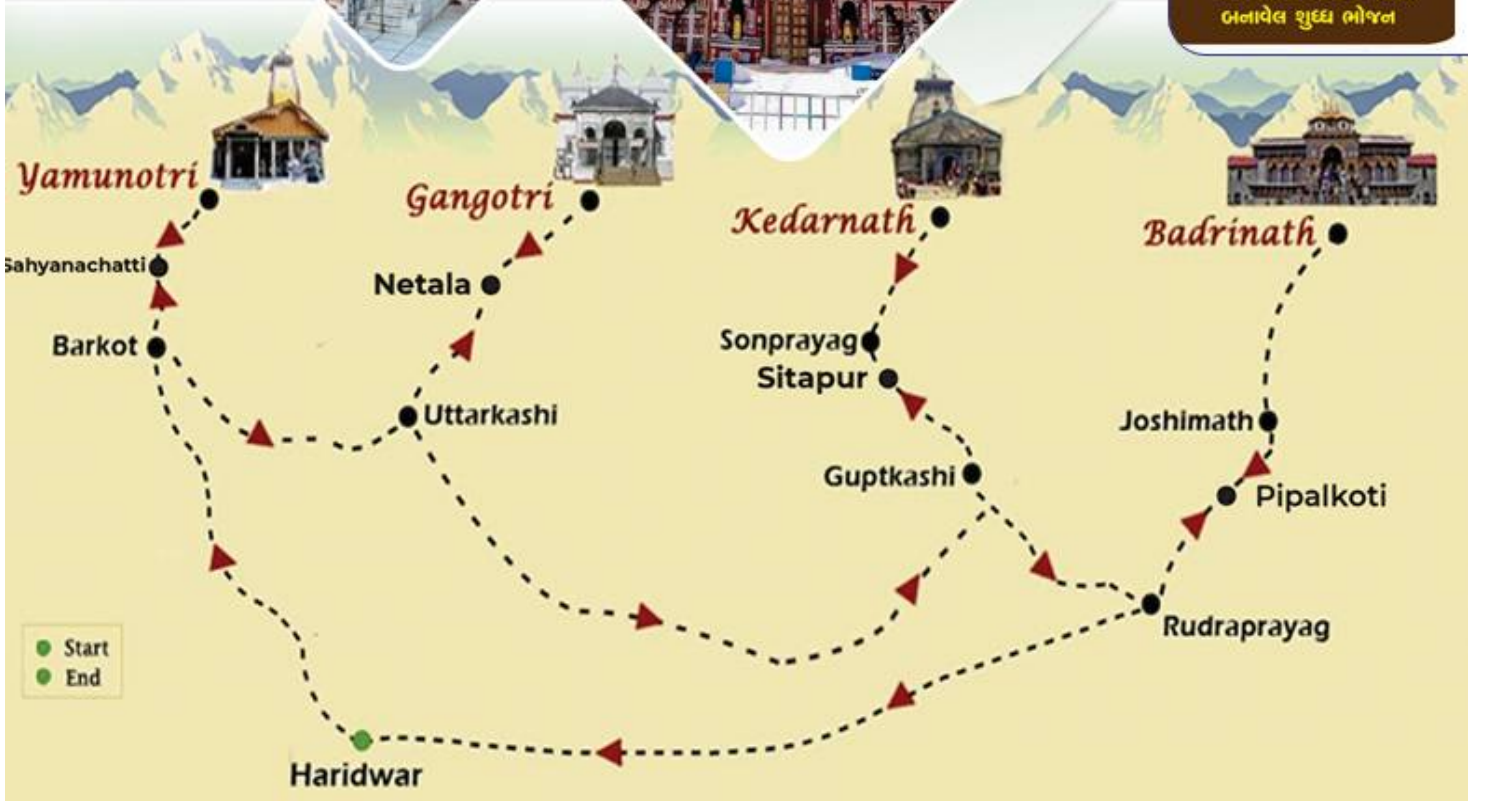 બનાવેલ શુધ્ધ ભોજન
Yamunotri
Gangotri
Kedarnath
Badrinath
Sahyanachatti
Netala
Barkot
Sonprayag
Sitapur
Uttarkashi
Joshimath
Guptkashi
Pipalkoti
Rudraprayag
Start
End
Haridwar